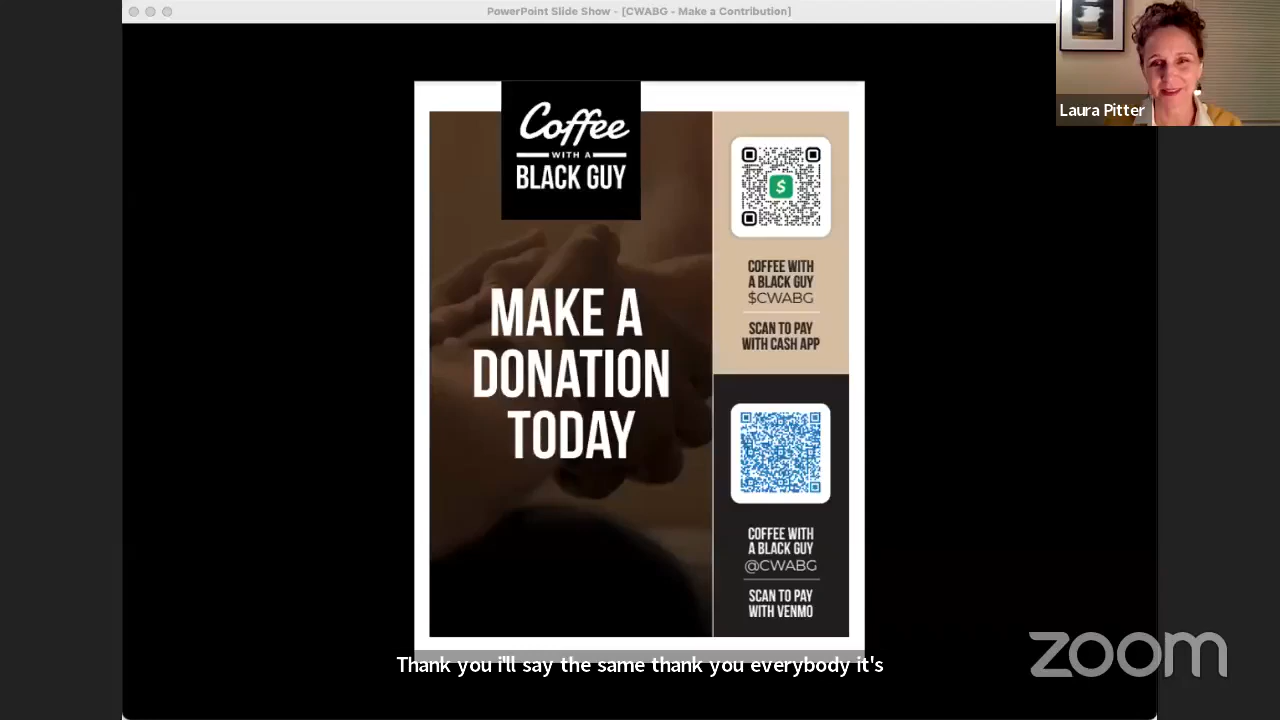 PowerPoint Slide Show - [CWABG - Make a Contribution]
Laura Pitter
Coffee
WITH A
BLACK GUY
MAKE A
DONATION
TODAY
$
COFFEE WITH
A BLACK GUY
$CWABG
SCAN TO PAY
WITH CASH APP
COFFEE WITH
A BLACK GUY
@CWABG
SCAN TO PAY
WITH VENMO
Thank you i'll say the same thank you everybody it's
zoom